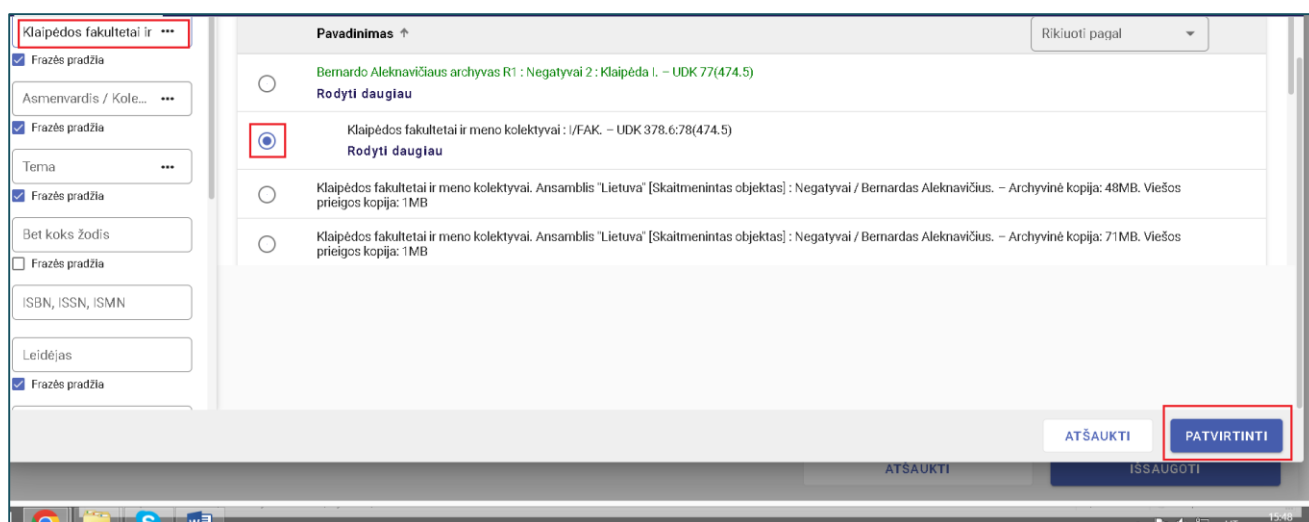 Klaipėdos fakultetai ir ...
Frazės pradžia
Asmenvardis / Kole... ...
Frazės pradžia
Tema ...
Frazės pradžia
Bet koks žodis
Frazės pradžia
ISBN, ISSN, ISMN
Leidėjas
Frazės pradžia
Pavadinimas ↑
Rikiuoti pagal
Bernardo Aleknavičiaus archyvas R1 : Negatyvai 2 : Klaipėda I. – UDK 77(474.5)
Rodyti daugiau
Klaipėdos fakultetai ir meno kolektyvai : I/FAK. – UDK 378.6:78(474.5)
Rodyti daugiau
Klaipėdos fakultetai ir meno kolektyvai. Ansamblis "Lietuva" [Skaitmenintas objektas] : Negatyvai / Bernardas Aleknavičius. – Archyvinė kopija: 48MB. Viešos
prieigos kopija: 1MB
Klaipėdos fakultetai ir meno kolektyvai. Ansamblis "Lietuva" [Skaitmenintas objektas] : Negatyvai / Bernardas Aleknavičius. – Archyvinė kopija: 71MB. Viešos
prieigos kopija: 1MB
ATŠAUKTI
PATVIRTINTI
ATŠAUKTI
IŠSAUGOTI
15:48